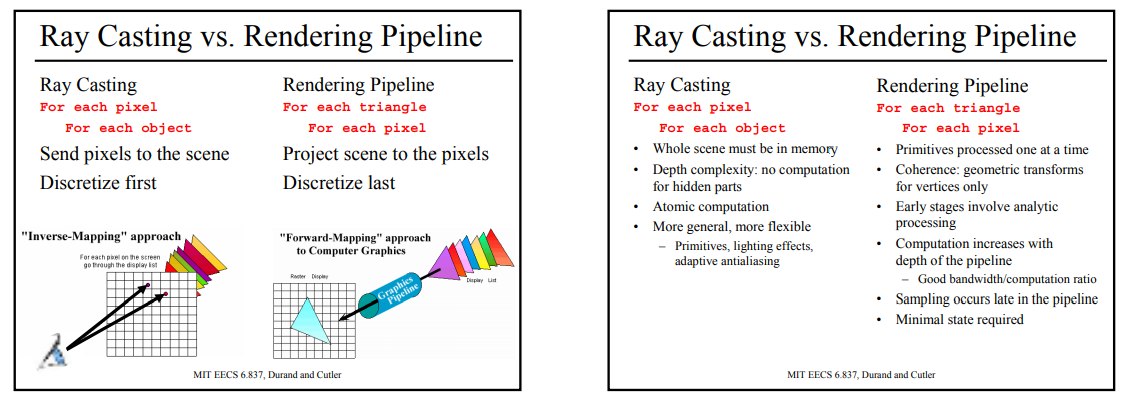 Ray Casting vs. Rendering Pipeline
Ray Casting
For each pixel
For each object
Send pixels to the scene
Discretize first
Rendering Pipeline
For each triangle
For each pixel
Project scene to the pixels
Discretize last
"Inverse-Mapping" approach
For each pixel on the screen
go through the display list
"Forward-Mapping" approach
to Computer Graphics
Raster Display
Graphics
Pipeline
Display List
MIT EECS 6.837, Durand and Cutler
Ray Casting vs. Rendering Pipeline
Ray Casting
For each pixel
For each object
• Whole scene must be in memory
• Depth complexity: no computation
for hidden parts
• Atomic computation
• More general, more flexible
– Primitives, lighting effects,
adaptive antialiasing
Rendering Pipeline
For each triangle
For each pixel
• Primitives processed one at a time
• Coherence: geometric transforms
for vertices only
• Early stages involve analytic
processing
• Computation increases with
depth of the pipeline
– Good bandwidth/computation ratio
• Sampling occurs late in the pipeline
• Minimal state required
MIT EECS 6.837, Durand and Cutler